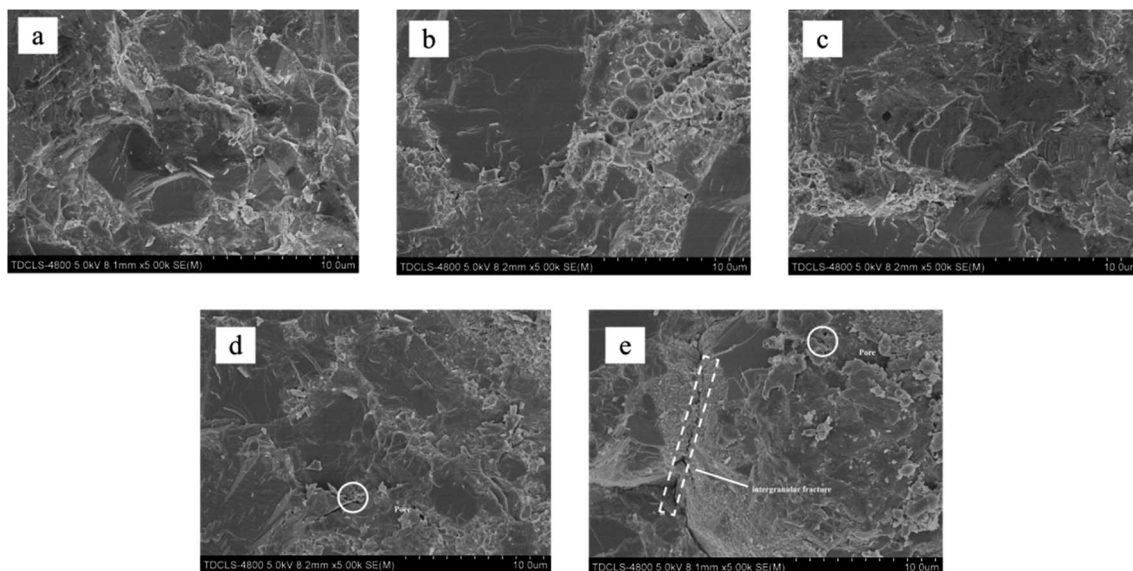 a
TDCLS-4800 5.0kV 8.1mm x5.00k SE(M)
10.0um
b
TDCLS-4800 5.0kV 8.2mm x5.00k SE(M)
10.0um
c
TDCLS-4800 5.0kV 8.2mm x5.00k SE(M)
10.0um
d
Pore
TDCLS-4800 5.0kV 8.2mm x5.00k SE(M)
10.0um
e
Pore
intergranular fracture
TDCLS-4800 5.0kV 8.1mm x5.00k SE(M)
10.0um